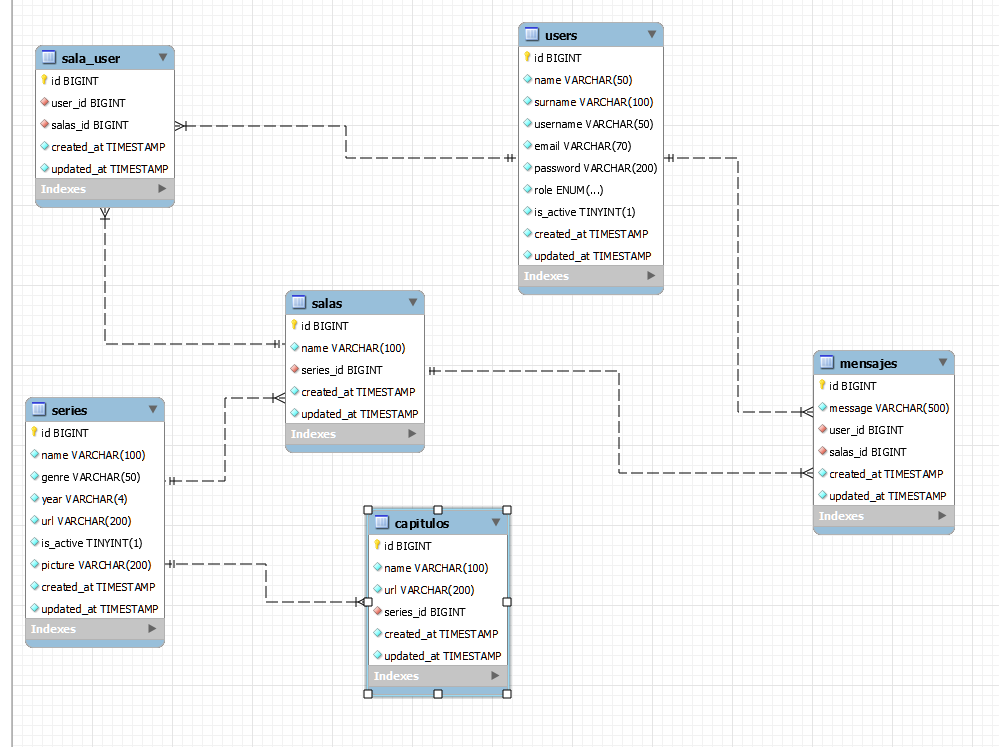 sala_user
id BIGINT
user_id BIGINT
salas_id BIGINT
created_at TIMESTAMP
updated_at TIMESTAMP
Indexes
users
id BIGINT
name VARCHAR(50)
surname VARCHAR(100)
username VARCHAR(50)
email VARCHAR(70)
password VARCHAR(200)
role ENUM(...)
is_active TINYINT(1)
created_at TIMESTAMP
updated_at TIMESTAMP
Indexes
salas
id BIGINT
name VARCHAR(100)
series_id BIGINT
created_at TIMESTAMP
updated_at TIMESTAMP
Indexes
mensajes
id BIGINT
message VARCHAR(500)
user_id BIGINT
salas_id BIGINT
created_at TIMESTAMP
updated_at TIMESTAMP
Indexes
series
id BIGINT
name VARCHAR(100)
genre VARCHAR(50)
year VARCHAR(4)
url VARCHAR(200)
is_active TINYINT(1)
picture VARCHAR(200)
created_at TIMESTAMP
updated_at TIMESTAMP
Indexes
capitulos
id BIGINT
name VARCHAR(100)
url VARCHAR(200)
series_id BIGINT
created_at TIMESTAMP
updated_at TIMESTAMP
Indexes